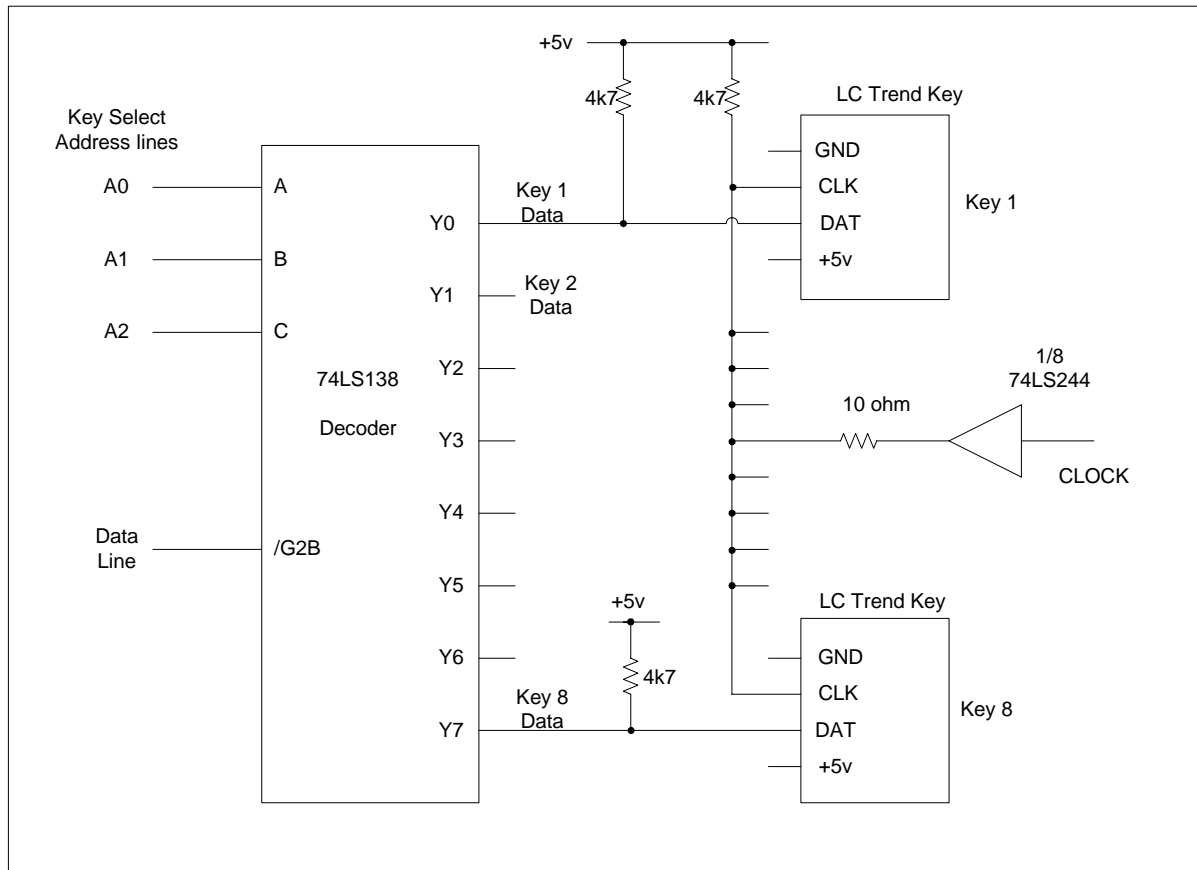 +5v
4k7
4k7
LC Trend Key
Key Select
Address lines
GND
A0
A
CLK
Key 1
Key 1
Data
Y0
DAT
A1
B
+5v
Y1
Key 2
Data
A2
C
1/8
74LS244
Y2
74LS138
10 ohm
Decoder
Y3
CLOCK
Y4
Data
Line
/G2B
Y5
+5v
LC Trend Key
Y6
GND
4k7
Key 8
Data
CLK
Key 8
Y7
DAT
+5v